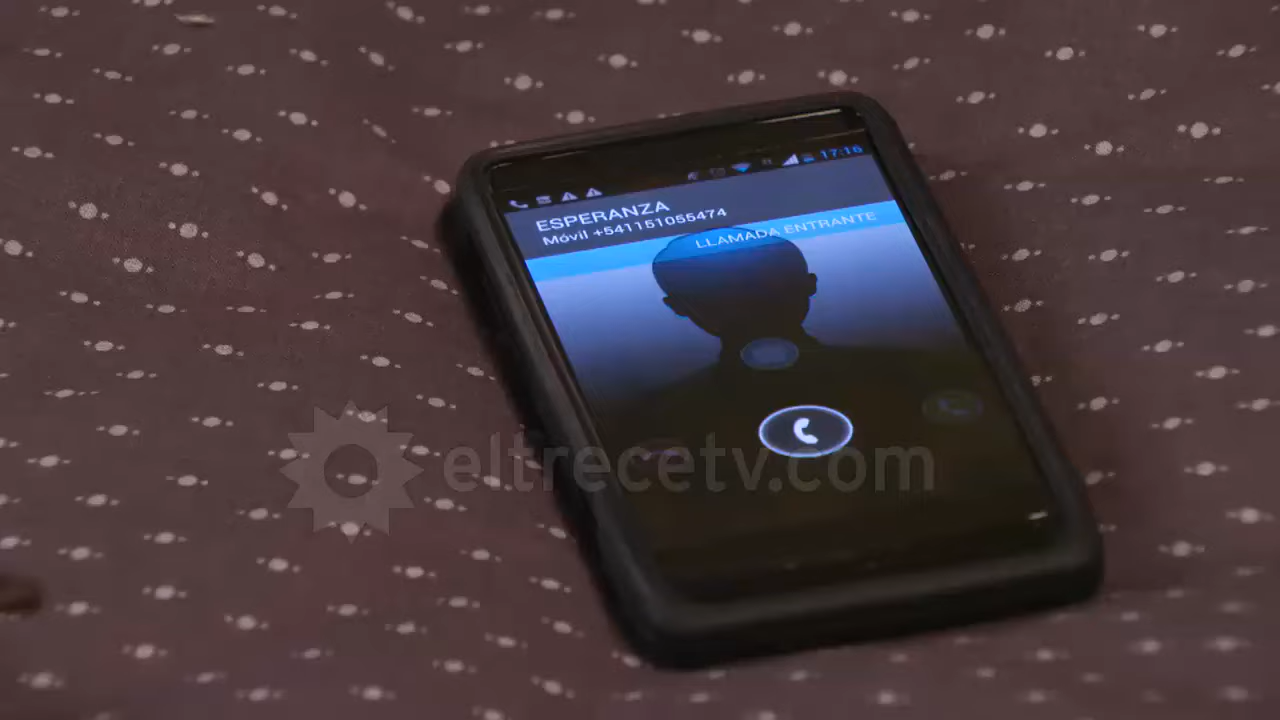 17:16
ESPERANZA
Móvil +541151055474
LLAMADA ENTRANTE
eltrecetv.com